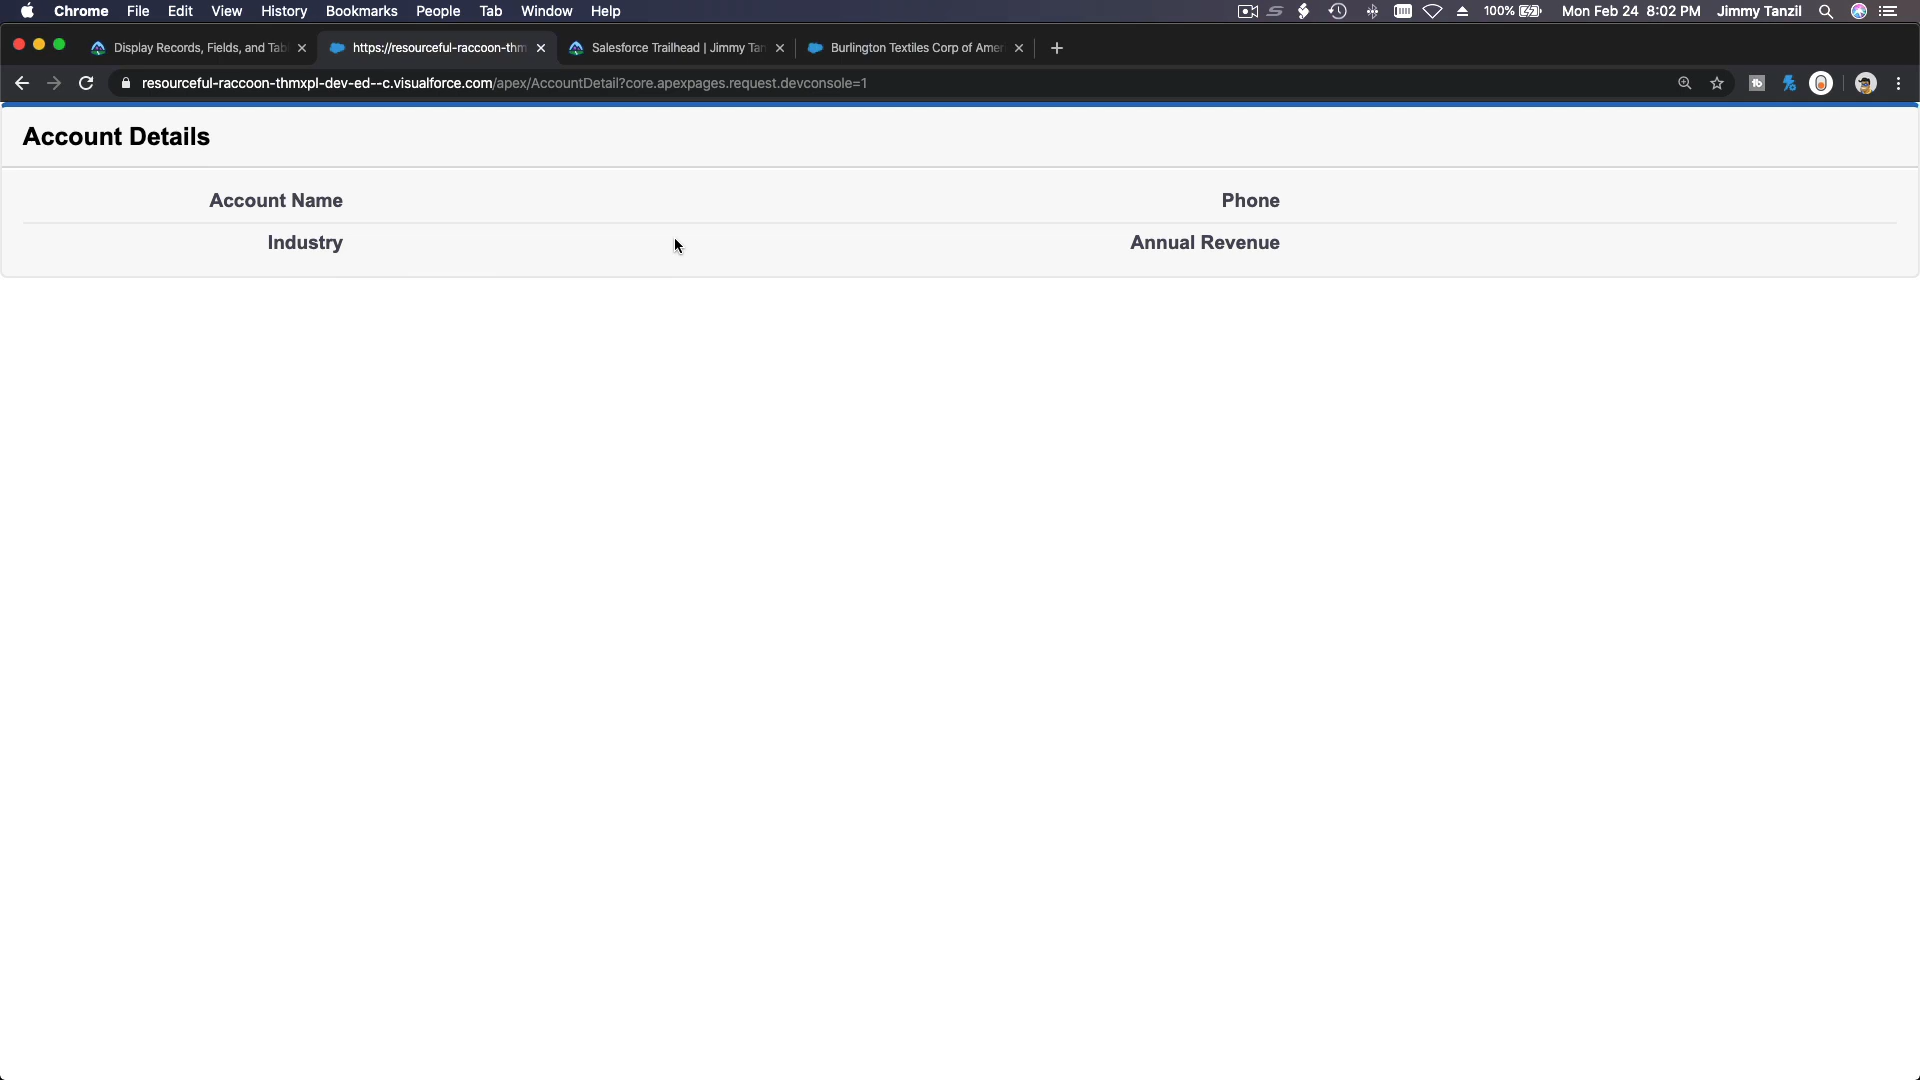 Chrome File Edit View History Bookmarks People Tab Window Help 100% Mon Feb 24 8:02 PM Jimmy Tanzil
Display Records, Fields, and Tab https://resourceful-raccoon-thm Salesforce Trailhead | Jimmy Tan Burlington Textiles Corp of Amer
resourceful-raccoon-thmxpl-dev-ed--c.visualforce.com/apex/AccountDetail?core.apexpages.request.devconsole=1
Account Details
Account Name Phone
Industry Annual Revenue